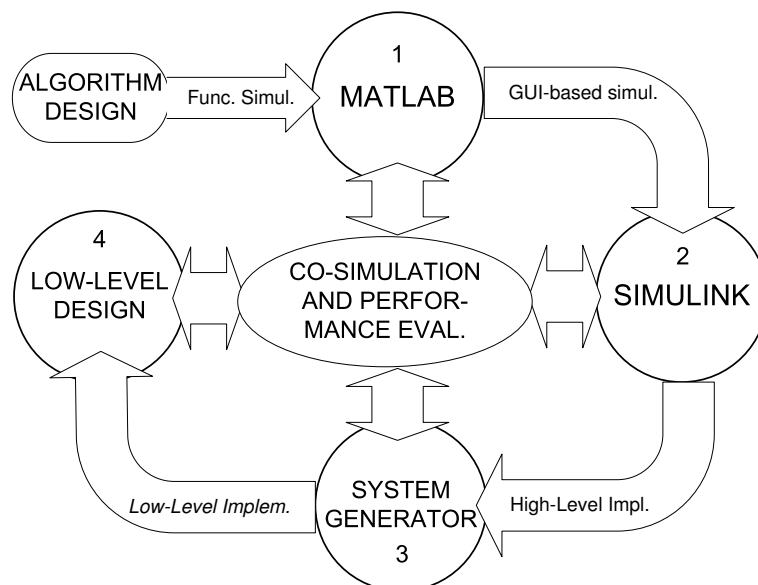 ALGORITHM
DESIGN
Func. Simul.
1
MATLAB
GUI-based simul.
2
SIMULINK
4
LOW-LEVEL
DESIGN
CO-SIMULATION
AND PERFOR-
MANCE EVAL.
Low-Level Implem.
SYSTEM
GENERATOR
3
High-Level Impl.